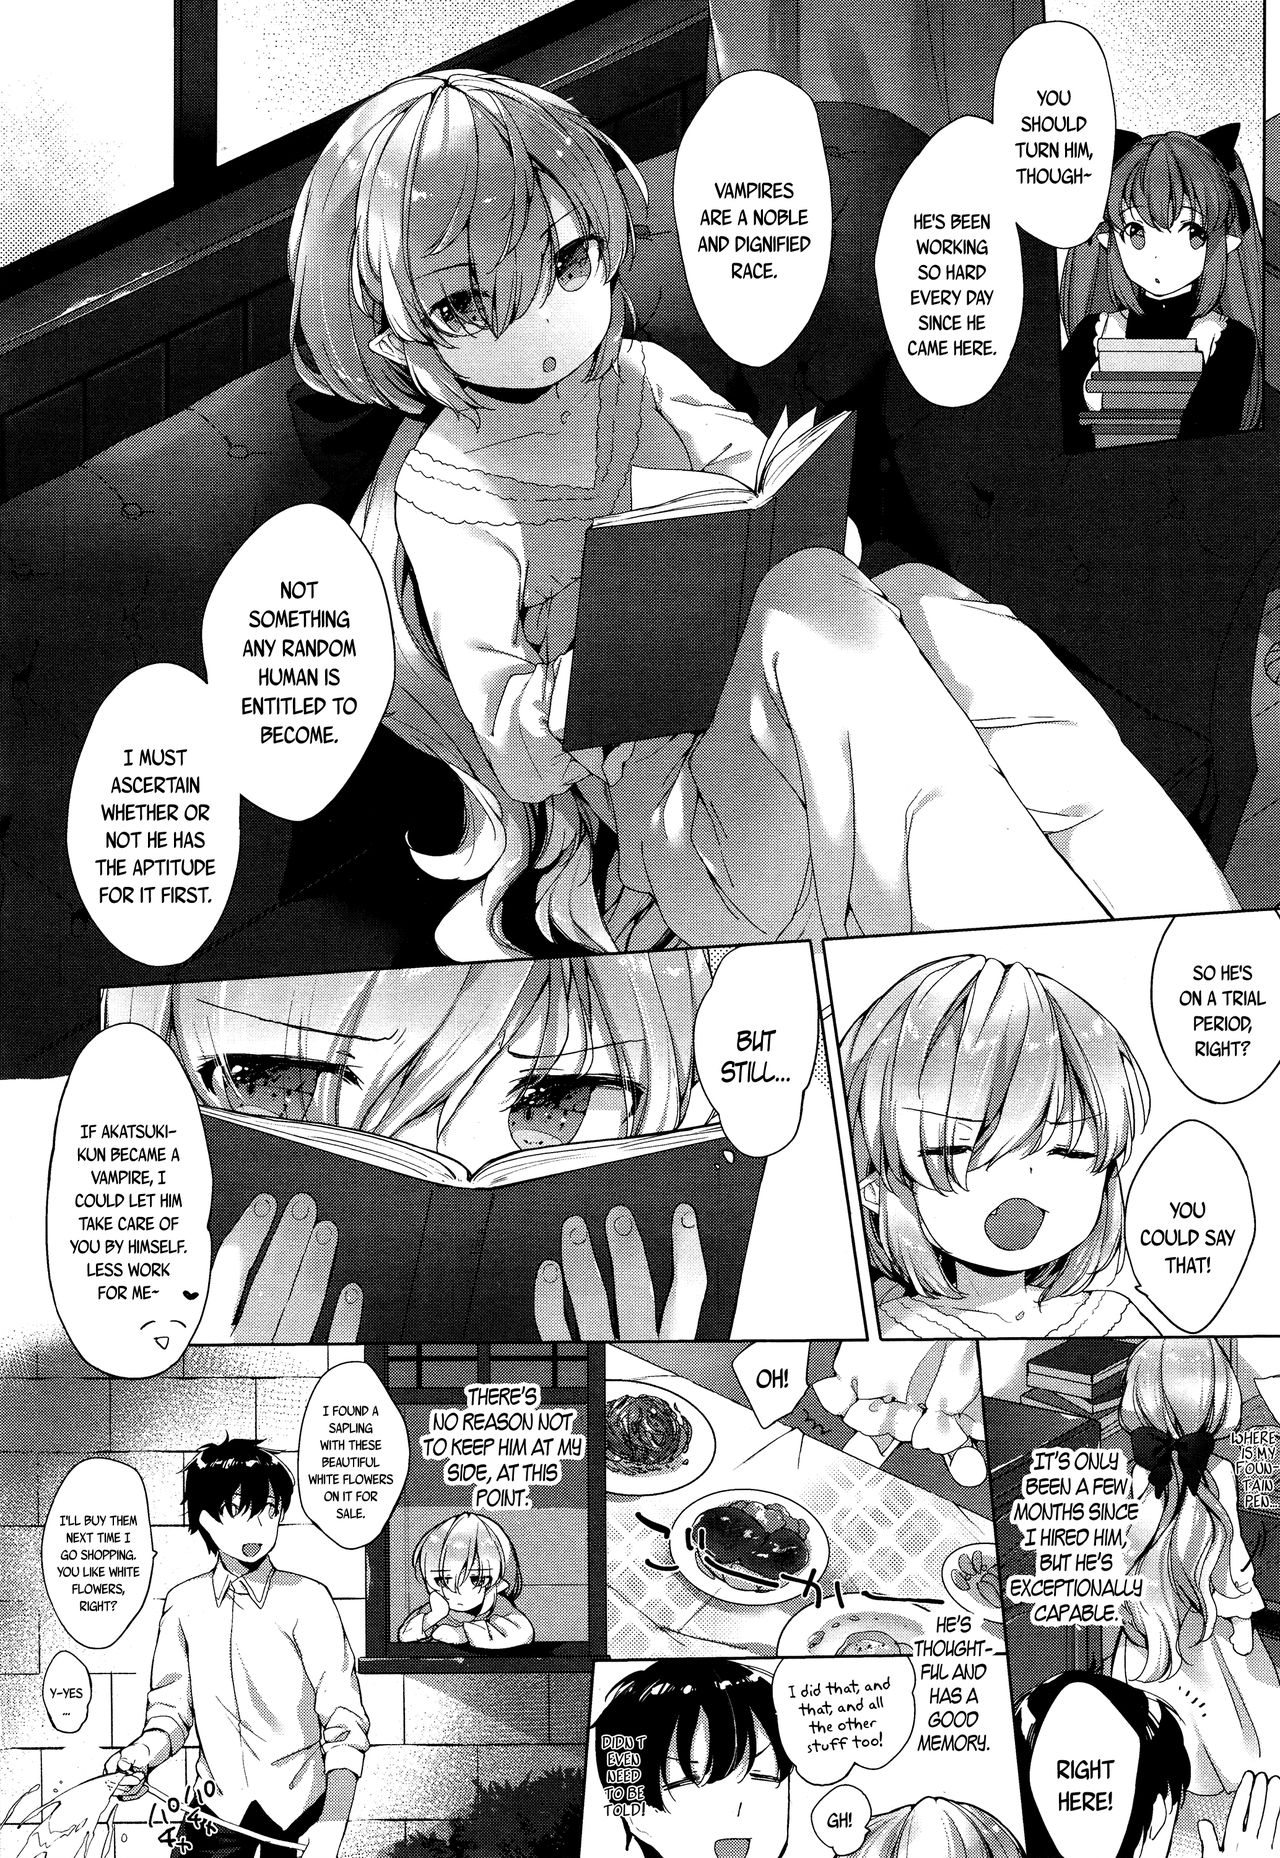 YOU
SHOULD
TURN HIM,
THOUGH~
HE'S BEEN
WORKING
SO HARD
EVERY DAY
SINCE HE
CAME HERE.
VAMPIRES
ARE A NOBLE
AND DIGNIFIED
RACE.
NOT
SOMETHING
ANY RANDOM
HUMAN IS
ENTITLED TO
BECOME.
I MUST
ASCERTAIN
WHETHER OR
NOT HE HAS
THE APTITUDE
FOR IT FIRST.
SO HE'S
ON A TRIAL
PERIOD,
RIGHT?
YOU
COULD SAY
THAT!
BUT
STILL...
IF AKATSUKI-
KUN BECAME A
VAMPIRE, I
COULD LET HIM
TAKE CARE OF
YOU BY HIMSELF.
LESS WORK
FOR ME~
WHERE
IS MY
FOUN-
TAIN
PEN...
IT'S ONLY
BEEN A FEW
MONTHS SINCE
I HIRED HIM,
BUT HE'S
EXCEPTIONALLY
CAPABLE.
RIGHT
HERE!
OH!
HE'S
THOUGHT-
FUL AND
HAS A
GOOD
MEMORY.
I did that, and
that, and all
the other
stuff too!
DIDN'T
EVEN
NEED
TO BE
TOLD!
GH!
THERE'S
NO REASON NOT
TO KEEP HIM AT MY
SIDE, AT THIS
POINT.
I FOUND A
SAPLING
WITH THESE
BEAUTIFUL
WHITE FLOWERS
ON IT FOR
SALE.
I'LL BUY THEM
NEXT TIME I
GO SHOPPING.
YOU LIKE WHITE
FLOWERS,
RIGHT?
Y-YES
...